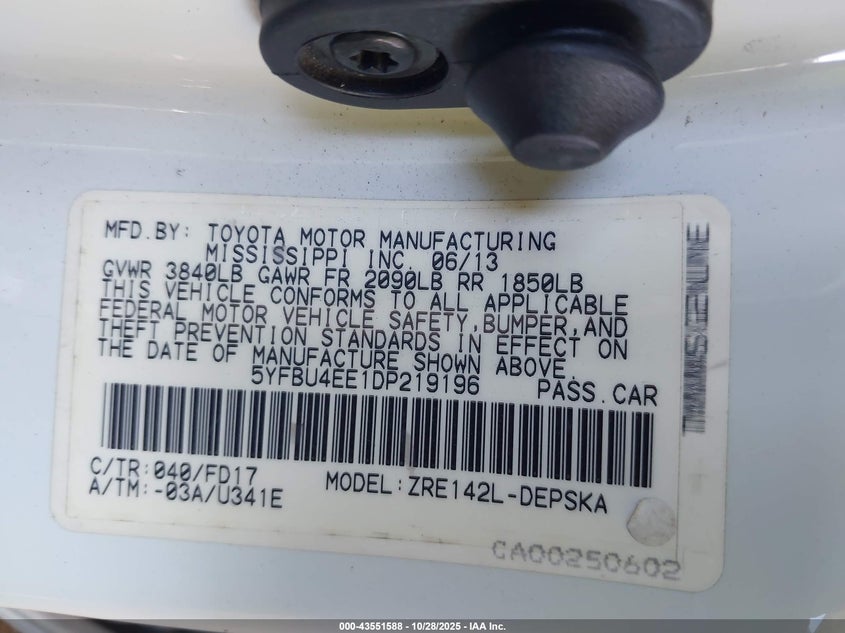 MFD.BY: TOYOTA MOTOR MANUFACTURING
MISSISSIPPI INC. 06/13
GVWR 3840LB GAWR FR 2090LB RR 1850LB
THIS VEHICLE CONFORMS TO ALL APPLICABLE
FEDERAL MOTOR VEHICLE SAFETY,BUMPER,AND
THEFT PREVENTION STANDARDS IN EFFECT ON
THE DATE OF MANUFACTURE SHOWN ABOVE.
5YFBU4EE1DP219196 PASS.CAR
C/TR:040/FD17
A/TM:-03A/U341E
MODEL:ZRE142L-DEPSKA
CA00250602
000-43551588 - 10/28/2025 - IAA Inc.